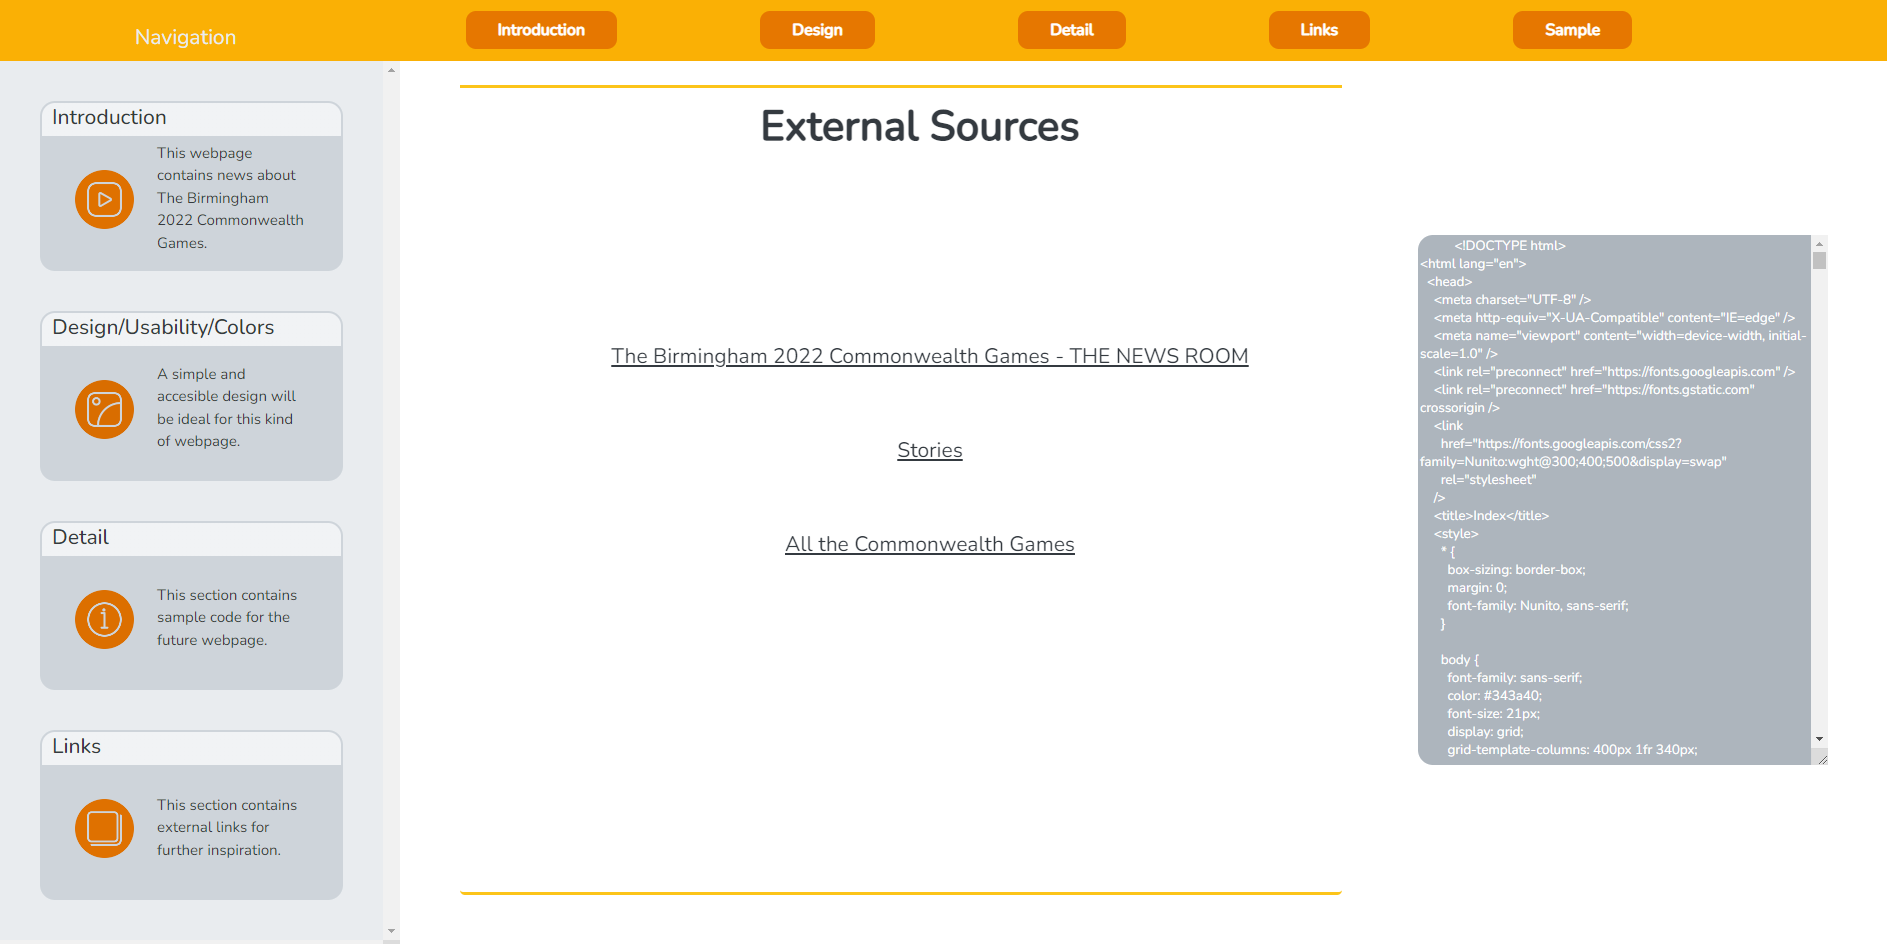 Navigation
Introduction
Design
Detail
Links
Sample
Introduction
This webpage
contains news about
The Birmingham
2022 Commonwealth
Games.
Design/Usability/Colors
A simple and
accesible design will
be ideal for this kind
of webpage.
Detail
This section contains
sample code for the
future webpage.
Links
This section contains
external links for
further inspiration.
External Sources
The Birmingham 2022 Commonwealth Games - THE NEWS ROOM
Stories
All the Commonwealth Games
<!DOCTYPE html>
<html lang="en">
<head>
<meta charset="UTF-8" />
<meta http-equiv="X-UA-Compatible" content="IE=edge" />
<meta name="viewport" content="width=device-width, initial-
scale=1.0" />
<link rel="preconnect" href="https://fonts.googleapis.com" />
<link rel="preconnect" href="https://fonts.gstatic.com"
crossorigin />
<link
href="https://fonts.googleapis.com/css2?
family=Nunito:wght@300;400;500&display=swap"
rel="stylesheet"
/>
<title>Index</title>
<style>
* {
box-sizing: border-box;
margin: 0;
font-family: Nunito, sans-serif;
}
body {
font-family: sans-serif;
color: #343a40;
font-size: 21px;
display: grid;
grid-template-columns: 400px 1fr 340px;